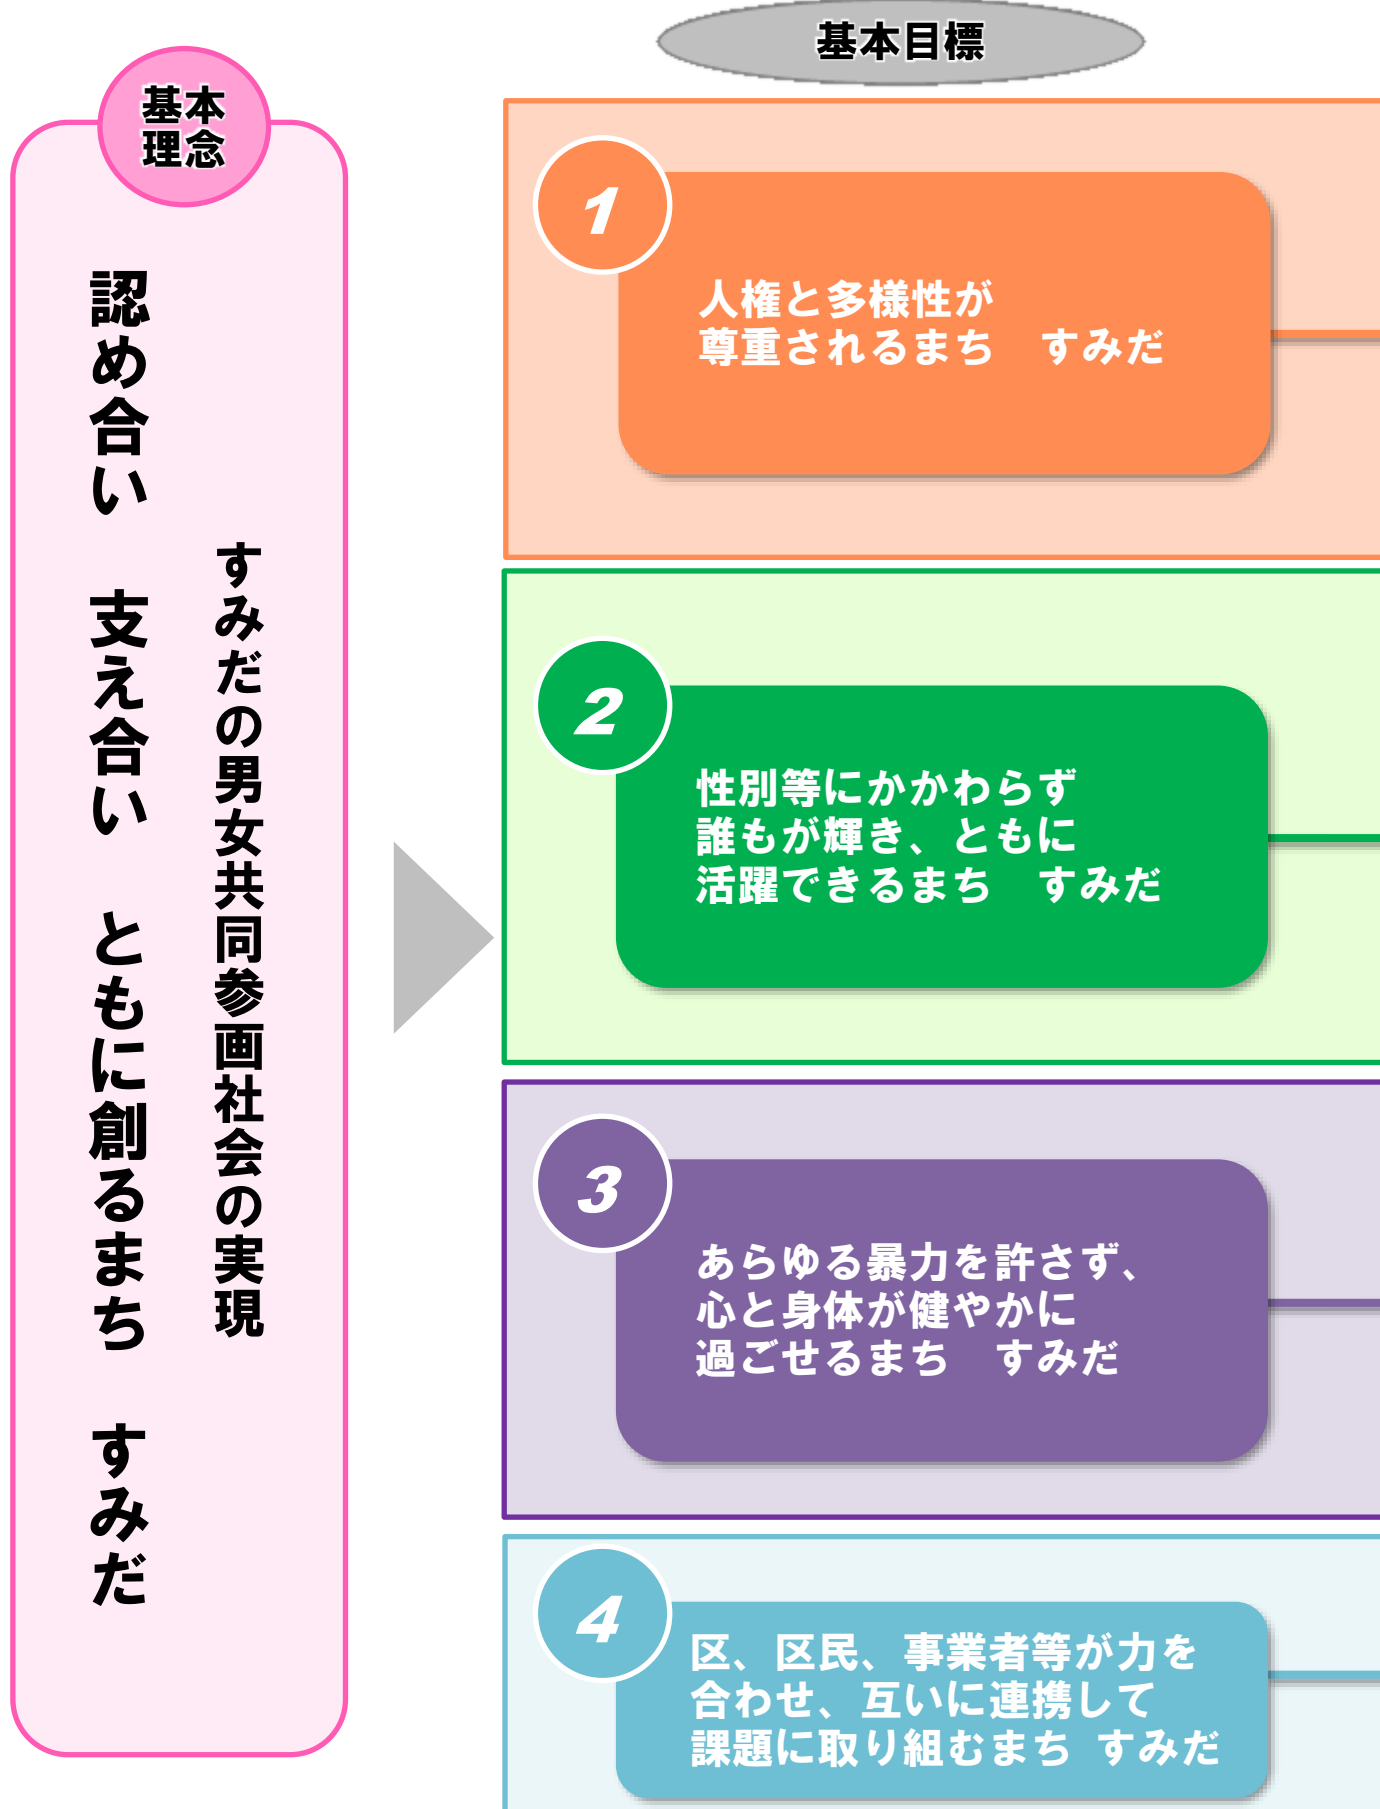 基本目標
基本
理念
すみだの男女共同参画社会の実現
認め合い　支え合い　ともに創るまち　すみだ
1
人権と多様性が
尊重されるまち　すみだ
2
性別等にかかわらず
誰もが輝き、ともに
活躍できるまち　すみだ
3
あらゆる暴力を許さず、
心と身体が健やかに
過ごせるまち　すみだ
4
区、区民、事業者等が力を
合わせ、互いに連携して
課題に取り組むまち すみだ